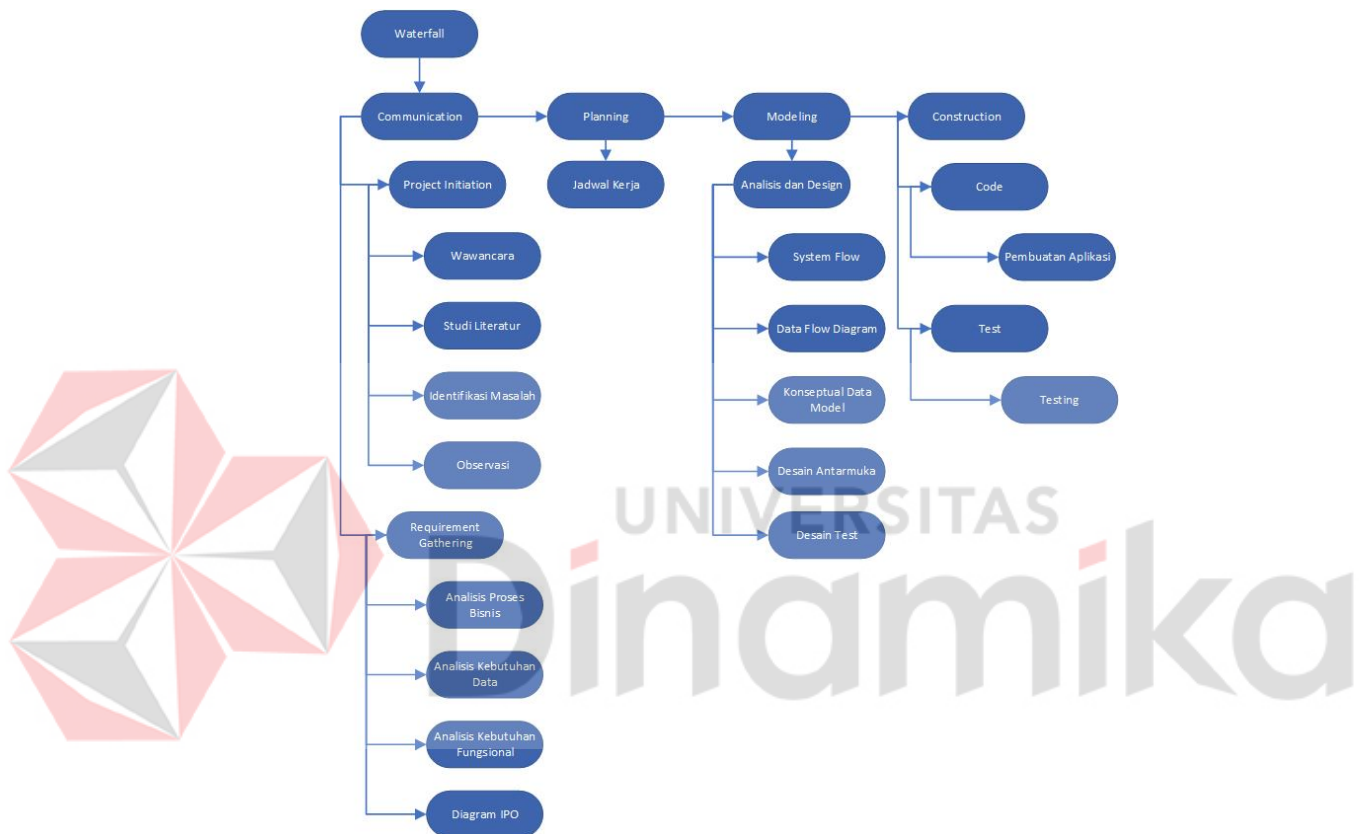 Waterfall
Communication
Planning
Modeling
Construction
Project Initiation
Jadwal Kerja
Analisis dan Design
Code
Wawancara
System Flow
Pembuatan Aplikasi
Studi Literatur
Data Flow Diagram
Test
Identifikasi Masalah
Konseptual Data
Model
Testing
Observasi
Desain Antarmuka
UNIVERSITAS
Dinamika
Requirement
Gathering
Desain Test
Analisis Proses
Bisnis
Analisis Kebutuhan
Data
Analisis Kebutuhan
Fungsional
Diagram IPO